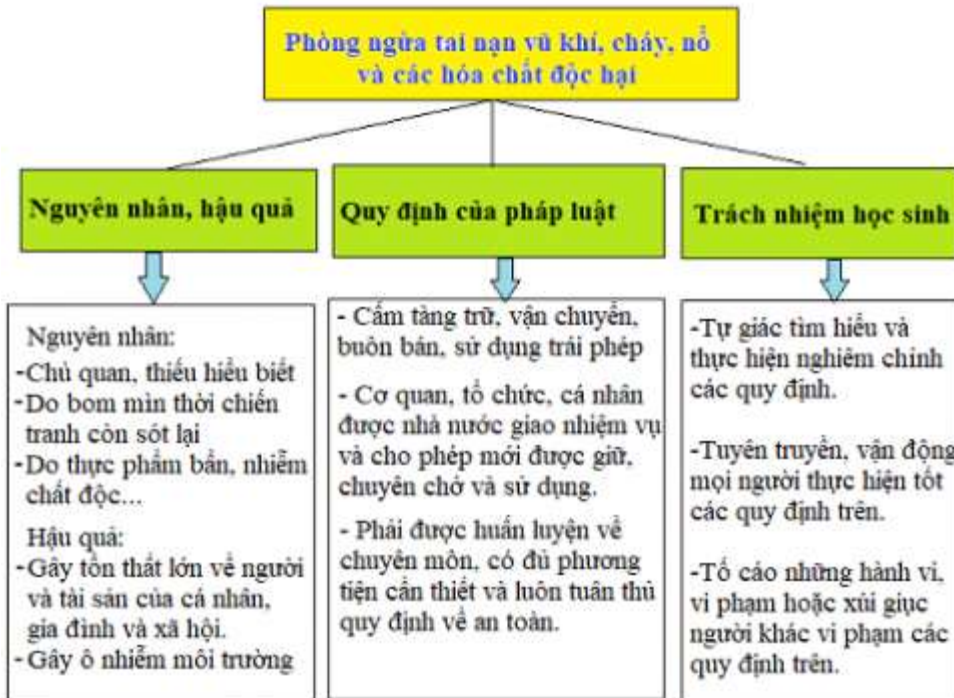 Phòng ngừa tai nạn vũ khí, cháy, nổ
và các hóa chất độc hại
Nguyên nhân, hậu quả
Quy định của pháp luật
Trách nhiệm học sinh
Nguyên nhân:
-Chủ quan, thiếu hiểu biết
-Do bom mìn thời chiến
tranh còn sót lại
-Do thực phẩm bẩn, nhiễm
chất độc...
Hậu quả:
-Gây tổn thất lớn về người
và tài sản của cá nhân,
gia đình và xã hội.
-Gây ô nhiễm môi trường
- Cấm tàng trữ, vận chuyển,
buôn bán, sử dụng trái phép
- Cơ quan, tổ chức, cá nhân
được nhà nước giao nhiệm vụ
và cho phép mới được giữ,
chuyên chở và sử dụng.
- Phải được huấn luyện về
chuyên môn, có đủ phương
tiện cần thiết và luôn tuân thủ
quy định về an toàn.
-Tự giác tìm hiểu và
thực hiện nghiêm chỉnh
các quy định.
-Tuyên truyền, vận động
mọi người thực hiện tốt
các quy định trên.
-Tố cáo những hành vi,
vi phạm hoặc xúi giục
người khác vi phạm các
quy định trên.